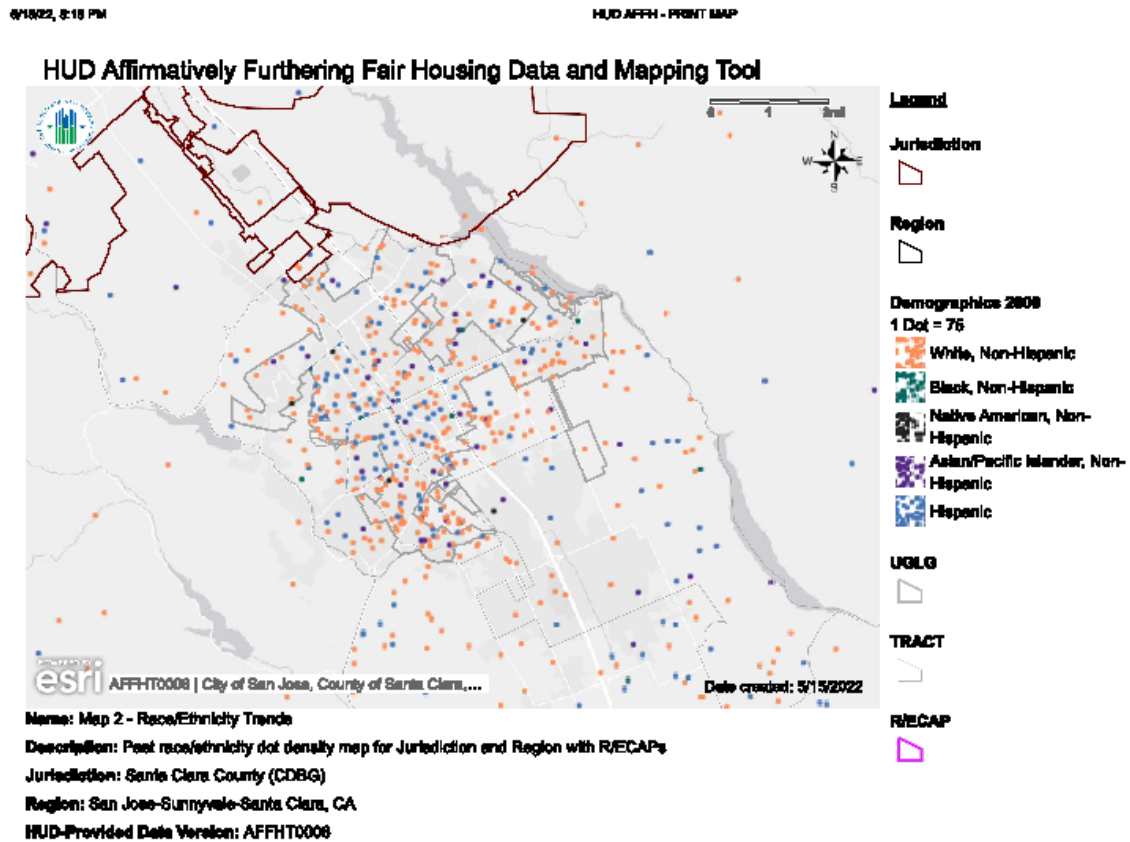 HUD AFFH - PRINT MAP
HUD Affirmatively Furthering Fair Housing Data and Mapping Tool
0 1 2mi
N
W E
S
Legend
Jurisdiction
Region
1 Dot = 75
White, Non-Hispanic
Black, Non-Hispanic
Native American, Non-
Hispanic
Asian/Pacific Islander, Non-
Hispanic
Hispanic
UGLG
TRACT
R/ECAP
POWERED BY
esri
AFFHT0006 | City of San Jose, County of Santa Clara,...
Date created: 5/15/2022
Name: Map 2 - Race/Ethnicity Trends
Description: Past race/ethnicity dot density map for Jurisdiction and Region with R/ECAPs
Jurisdiction: Santa Clara County (CDBG)
Region: San Jose-Sunnyvale-Santa Clara, CA
HUD-Provided Data Version: AFFHT0006